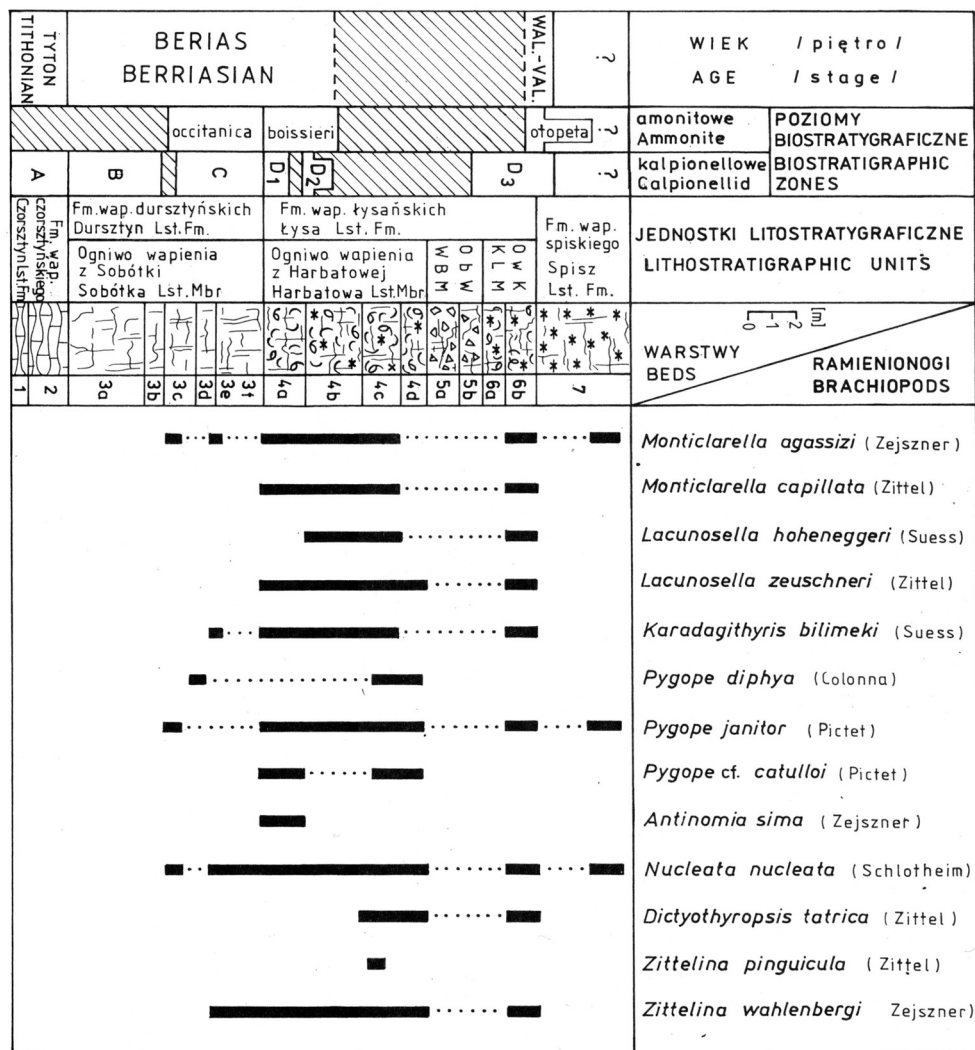 TYTON
TITHONIAN
BERIAS
BERRIASIAN
WAL.-VAL.
?
WIEK / piętro /
AGE / stage /
occitanica
boissieri
otopeta
?
amonitowe
Ammonite
POZIOMY
BIOSTRATYGRAFICZNE
BIOSTRATIGRAPHIC
ZONES
kalpionellowe
Calpionellid
A
B
C
D1
D2
D3
?
Fm. wap.
czorsztyńskiego
Czorsztyn Lst.Fm.
Fm.wap.dursztyńskich
Dursztyn Lst.Fm.
Ogniwo wapienia
z Sobótki
Sobótka Lst.Mbr
Fm. wap. łysańskich
Łysa Lst. Fm.
Ogniwo wapienia
z Harbatowej
Harbatowa Lst.Mbr.
WBM
ObW
KLM
OwK
Fm. wap.
spiskiego
Spisz
Lst. Fm.
JEDNOSTKI LITOSTRATYGRAFICZNE
LITHOSTRATIGRAPHIC UNITS
0 1 2 [m]
WARSTWY
BEDS
RAMIENIONOGI
BRACHIOPODS
1
2
3a
3b
3c
3d
3e
3f
4a
4b
4c
4d
5a
5b
6a
6b
7
Monticlarella agassizi (Zejszner)
Monticlarella capillata (Zittel)
Lacunosella hoheneggeri (Suess)
Lacunosella zeuschneri (Zittel)
Karadagithyris bilimeki (Suess)
Pygope diphya (Colonna)
Pygope janitor (Pictet)
Pygope cf. catulloi (Pictet)
Antinomia sima (Zejszner)
Nucleata nucleata (Schlotheim)
Dictyothyropsis tatrica (Zittel)
Zittelina pinguicula (Zittel)
Zittelina wahlenbergi Zejszner)